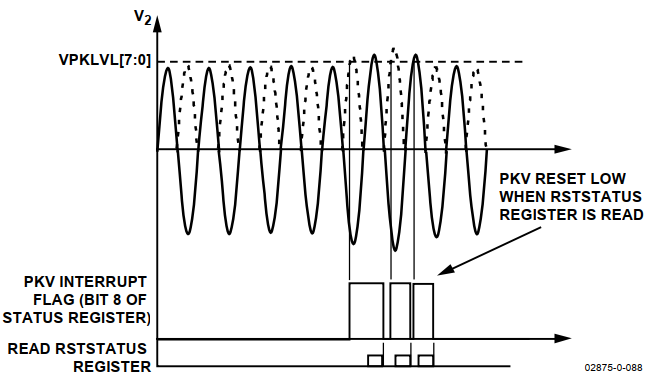 V2
VPKLVL[7:0]
PKV RESET LOW
WHEN RSTSTATUS
REGISTER IS READ
PKV INTERRUPT
FLAG (BIT 8 OF
STATUS REGISTER)
READ RSTSTATUS
REGISTER
02875-0-088